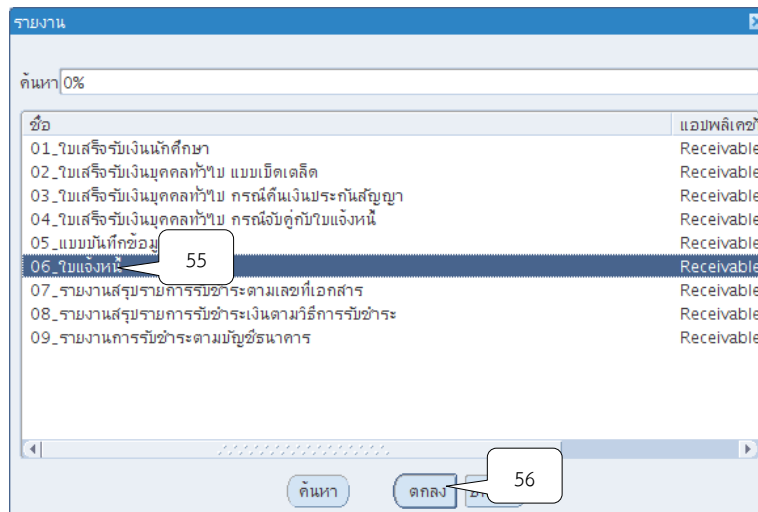 รายงาน
ค้นหา 0%
ชื่อ แอปพลิเคชั
01_ใบเสร็จรับเงินนักศึกษา Receivable
02_ใบเสร็จรับเงินบุคคลทั่วไป แบบเบ็ดเตล็ด Receivable
03_ใบเสร็จรับเงินบุคคลทั่วไป กรณีคืนเงินประกันสัญญา Receivable
04_ใบเสร็จรับเงินบุคคลทั่วไป กรณีจับคู่กับใบแจ้งหนี้ Receivable
05_แบบบันทึกข้อมู Receivable
06_ใบแจ้งหนี้ 55 Receivable
07_รายงานสรุปรายการรับชำระตามเลขที่เอกสาร Receivable
08_รายงานสรุปรายการรับชำระเงินตามวิธีการรับชำระ Receivable
09_รายงานการรับชำระตามบัญชีธนาคาร Receivable
ค้นหา ตกลง 56